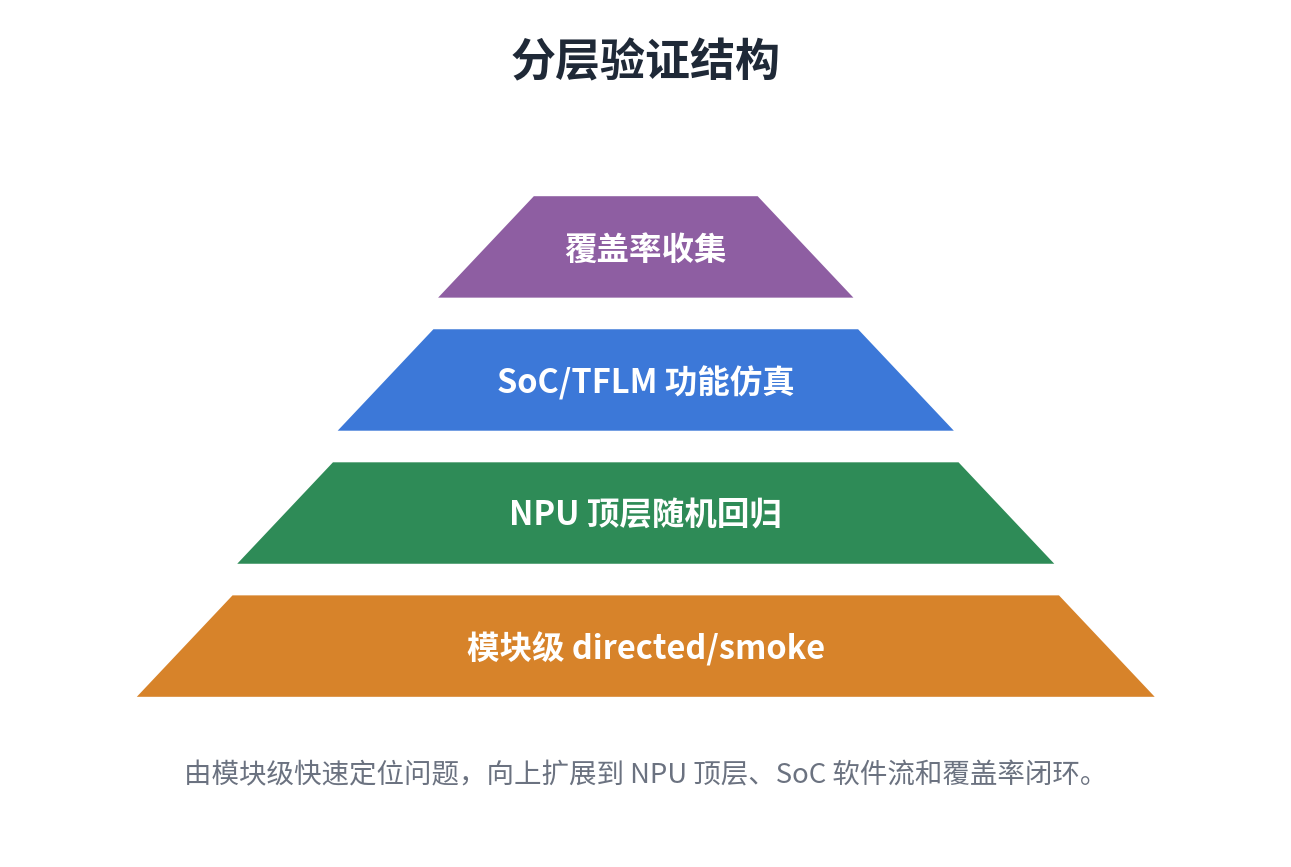 分层验证结构
覆盖率收集
SoC/TFLM 功能仿真
NPU 顶层随机回归
模块级 directed/smoke
由模块级快速定位问题，向上扩展到 NPU 顶层、SoC 软件流和覆盖率闭环。